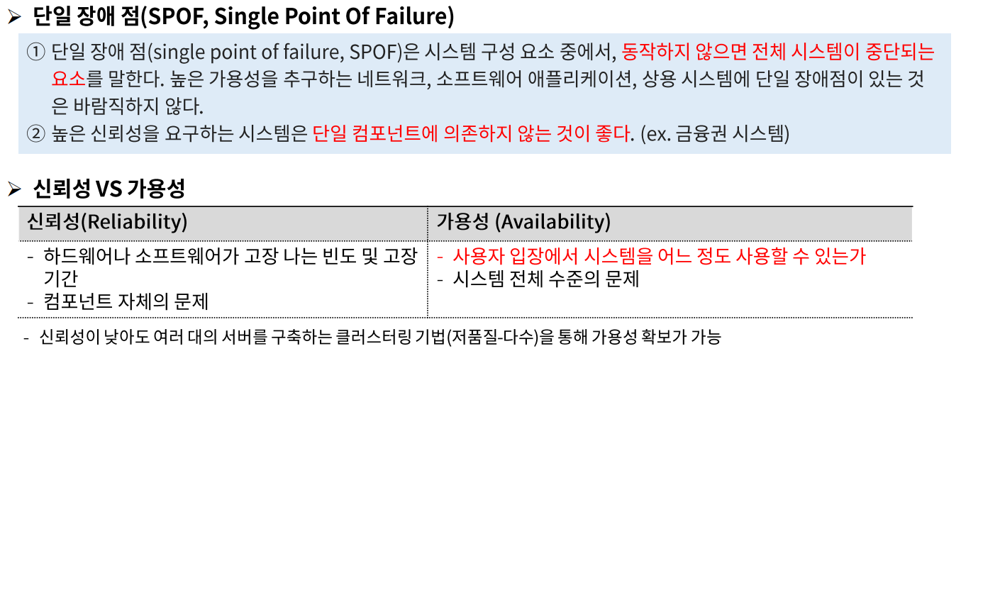 ➢ 단일 장애 점(SPOF, Single Point Of Failure)
① 단일 장애 점(single point of failure, SPOF)은 시스템 구성 요소 중에서, 동작하지 않으면 전체 시스템이 중단되는
요소를 말한다. 높은 가용성을 추구하는 네트워크, 소프트웨어 애플리케이션, 상용 시스템에 단일 장애점이 있는 것
은 바람직하지 않다.
② 높은 신뢰성을 요구하는 시스템은 단일 컴포넌트에 의존하지 않는 것이 좋다. (ex. 금융권 시스템)
➢ 신뢰성 VS 가용성
신뢰성(Reliability)
- 하드웨어나 소프트웨어가 고장 나는 빈도 및 고장
기간
- 컴포넌트 자체의 문제
가용성 (Availability)
- 사용자 입장에서 시스템을 어느 정도 사용할 수 있는가
- 시스템 전체 수준의 문제
- 신뢰성이 낮아도 여러 대의 서버를 구축하는 클러스터링 기법(저품질-다수)을 통해 가용성 확보가 가능